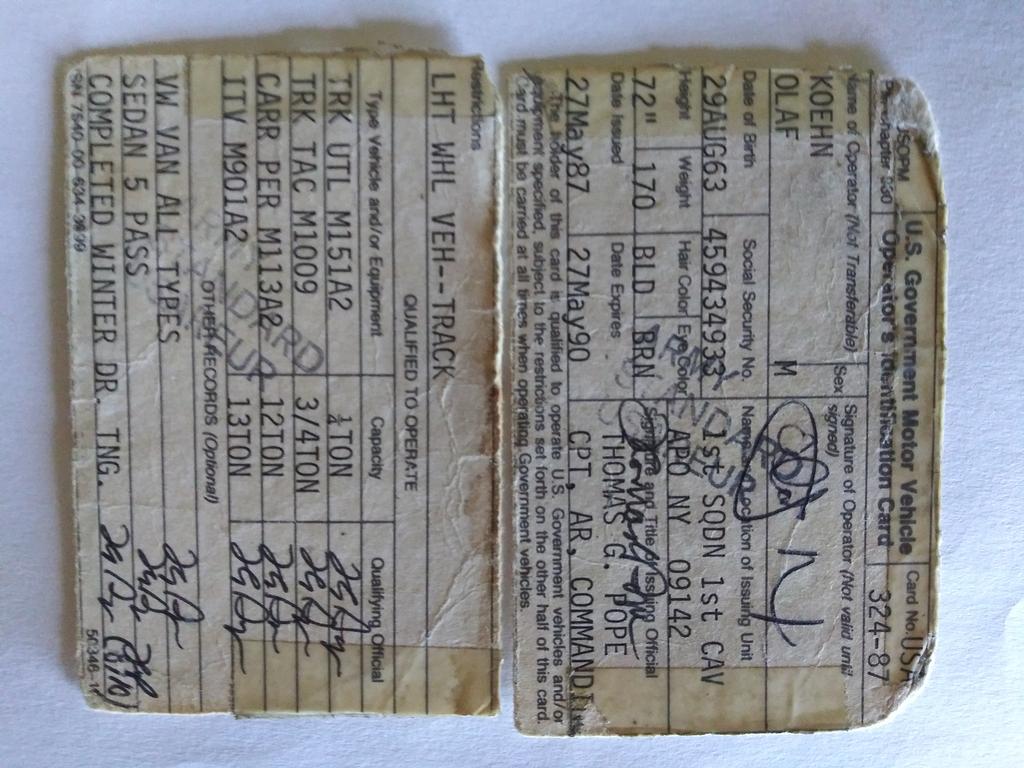 U.S. Government Motor Vehicle
Operator's Identification Card
Card No. USA
324-87
Name of Operator (Not Transferable)
Sex
Signature of Operator (Not valid until signed)
KOEHN
OLAF
M
Date of Birth
Social Security No.
Name and Location of Issuing Unit
29AUG63
459434933
1st SQDN 1st CAV
APO NY 09142
Height
Weight
Hair Color
Eye Color
72" 170 BLD BRN
Date Issued
Date Expires
Signature and Title of Issuing Official
THOMAS G. POPE
27May87
27May90
CPT, AR, COMMANDI
The holder of this card is qualified to operate U.S. Government vehicles and/or
equipment specified, subject to the restrictions set forth on the other half of this card.
Card must be carried at all times when operating Government vehicles.
Restrictions
LHT WHL VEH--TRACK
QUALIFIED TO OPERATE
Type Vehicle and/or Equipment
Capacity
Qualifying Official
TRK UTL M151A2 ¼TON
TRK TAC M1009 3/4TON
CARR PER M113A2 12TON
ITV M901A2 13TON
OTHER RECORDS (Optional)
VW VAN ALL TYPES
SEDAN 5 PASS
COMPLETED WINTER DR. TNG.